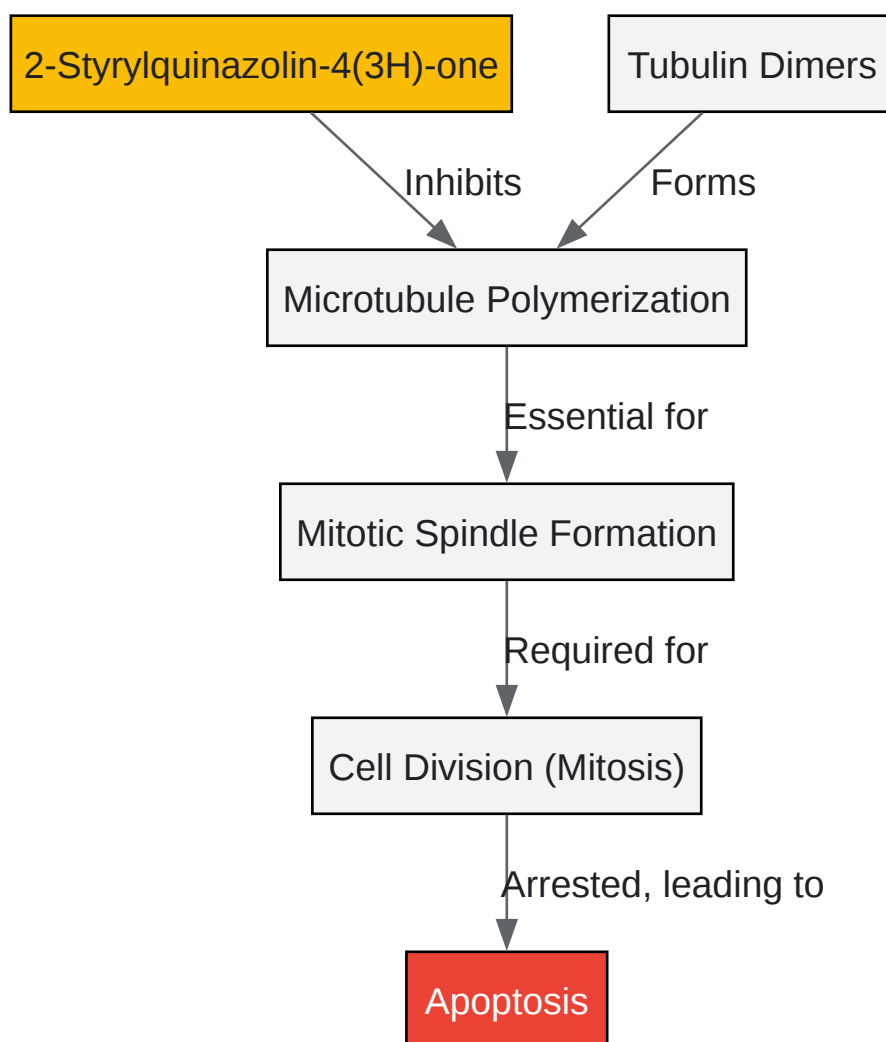 2-Styrylquinazolin-4(3H)-one
Tubulin Dimers
Inhibits
Forms
Microtubule Polymerization
Essential for
Mitotic Spindle Formation
Required for
Cell Division (Mitosis)
Arrested, leading to
Apoptosis